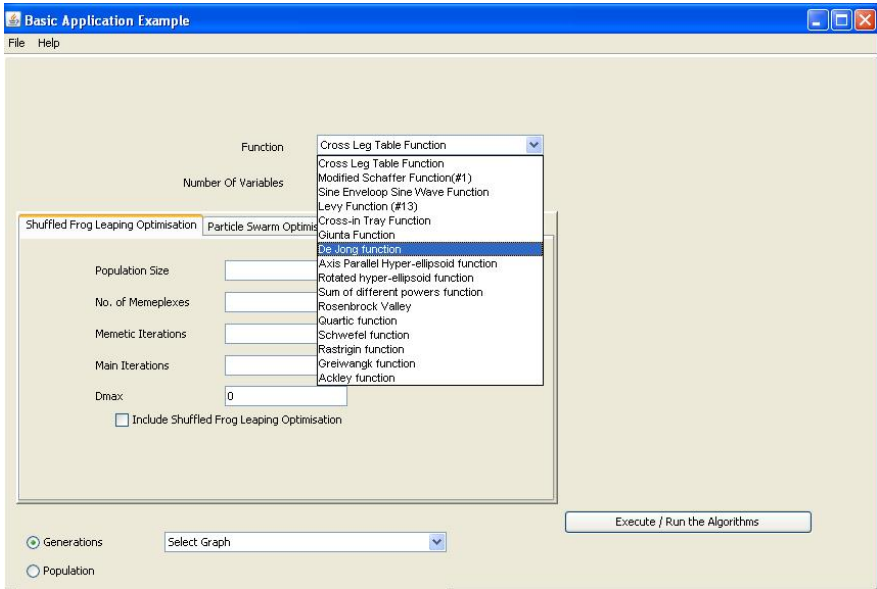 Basic Application Example
File Help
Function Cross Leg Table Function
Number Of Variables
Cross Leg Table Function
Modified Schaffer Function(#1)
Sine Enveloop Sine Wave Function
Levy Function (#13)
Cross-in Tray Function
Giunta Function
De Jong function
Axis Parallel Hyper-ellipsoid function
Rotated hyper-ellipsoid function
Sum of different powers function
Rosenbrock Valley
Quartic function
Schwefel function
Rastrigin function
Greiwangk function
Ackley function
Shuffled Frog Leaping Optimisation Particle Swarm Optimis
Population Size
No. of Memeplexes
Memetic Iterations
Main Iterations
Dmax 0
Include Shuffled Frog Leaping Optimisation
Execute / Run the Algorithms
Generations Select Graph
Population